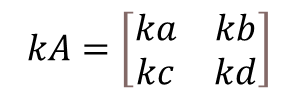 kA = [ka kb
kc kd]